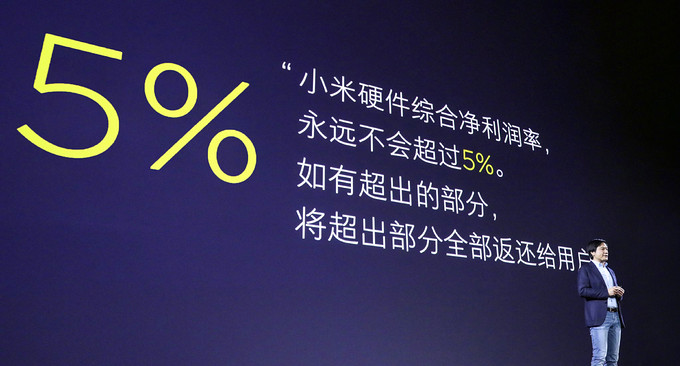 5%
“小米硬件综合净利润率,
永远不会超过5%。
如有超出的部分,
将超出部分全部返还给用户